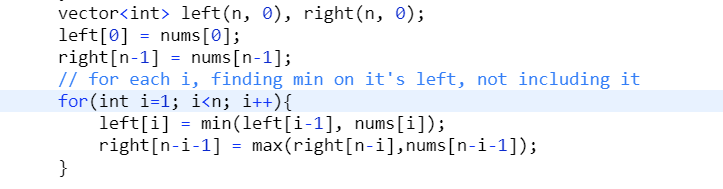 vector<int> left(n, 0), right(n, 0);
left[0] = nums[0];
right[n-1] = nums[n-1];
// for each i, finding min on it's left, not including it
for(int i=1; i<n; i++){
    left[i] = min(left[i-1], nums[i]);
    right[n-i-1] = max(right[n-i],nums[n-i-1]);
}